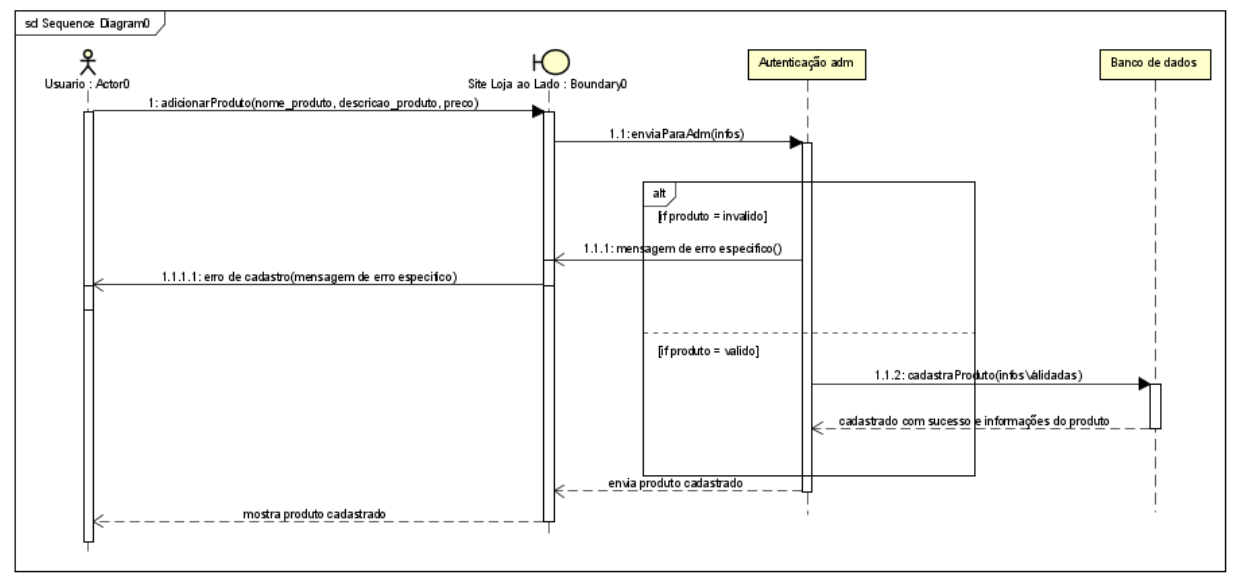 sd Sequence Diagram0
Usuario : Actor0
Site Loja ao Lado : Boundary0
Autenticação adm
Banco de dados
1: adicionarProduto(nome_produto, descricao_produto, preco)
1.1: enviaParaAdm(infos)
alt
[if produto = invalido]
1.1.1: mensagem de erro especifico()
1.1.1.1: erro de cadastro(mensagem de erro especifico)
[if produto = valido]
1.1.2: cadastraProduto(infosValidadas)
cadastrado com sucesso e informações do produto
envia produto cadastrado
mostra produto cadastrado